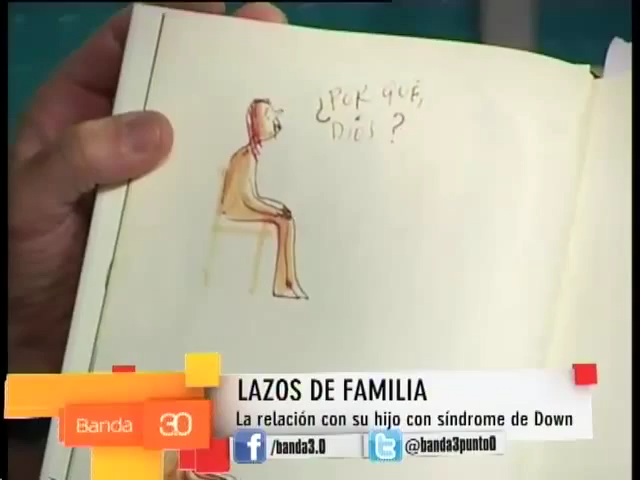 ¿POR QUÉ,
DIOS?
LAZOS DE FAMILIA
La relación con su hijo con síndrome de Down
Banda 3.0
/banda3.0
@banda3punto0